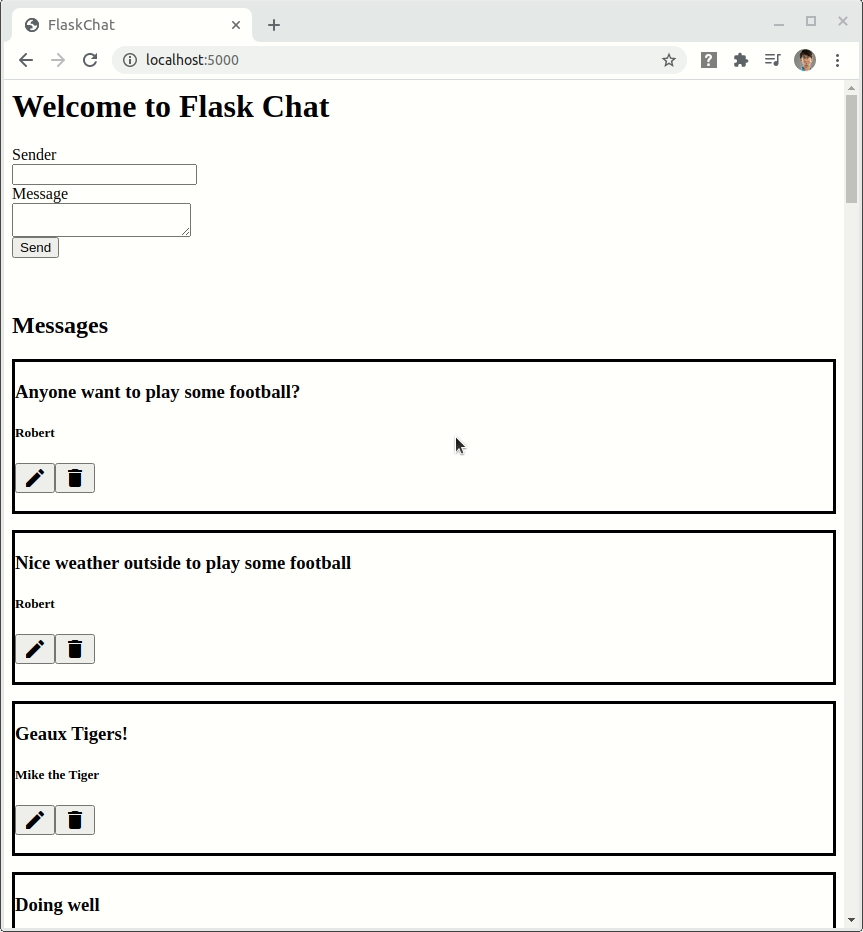 FlaskChat
localhost:5000
Welcome to Flask Chat
Sender
Message
Send
Messages
Anyone want to play some football?
Robert
Nice weather outside to play some football
Robert
Geaux Tigers!
Mike the Tiger
Doing well